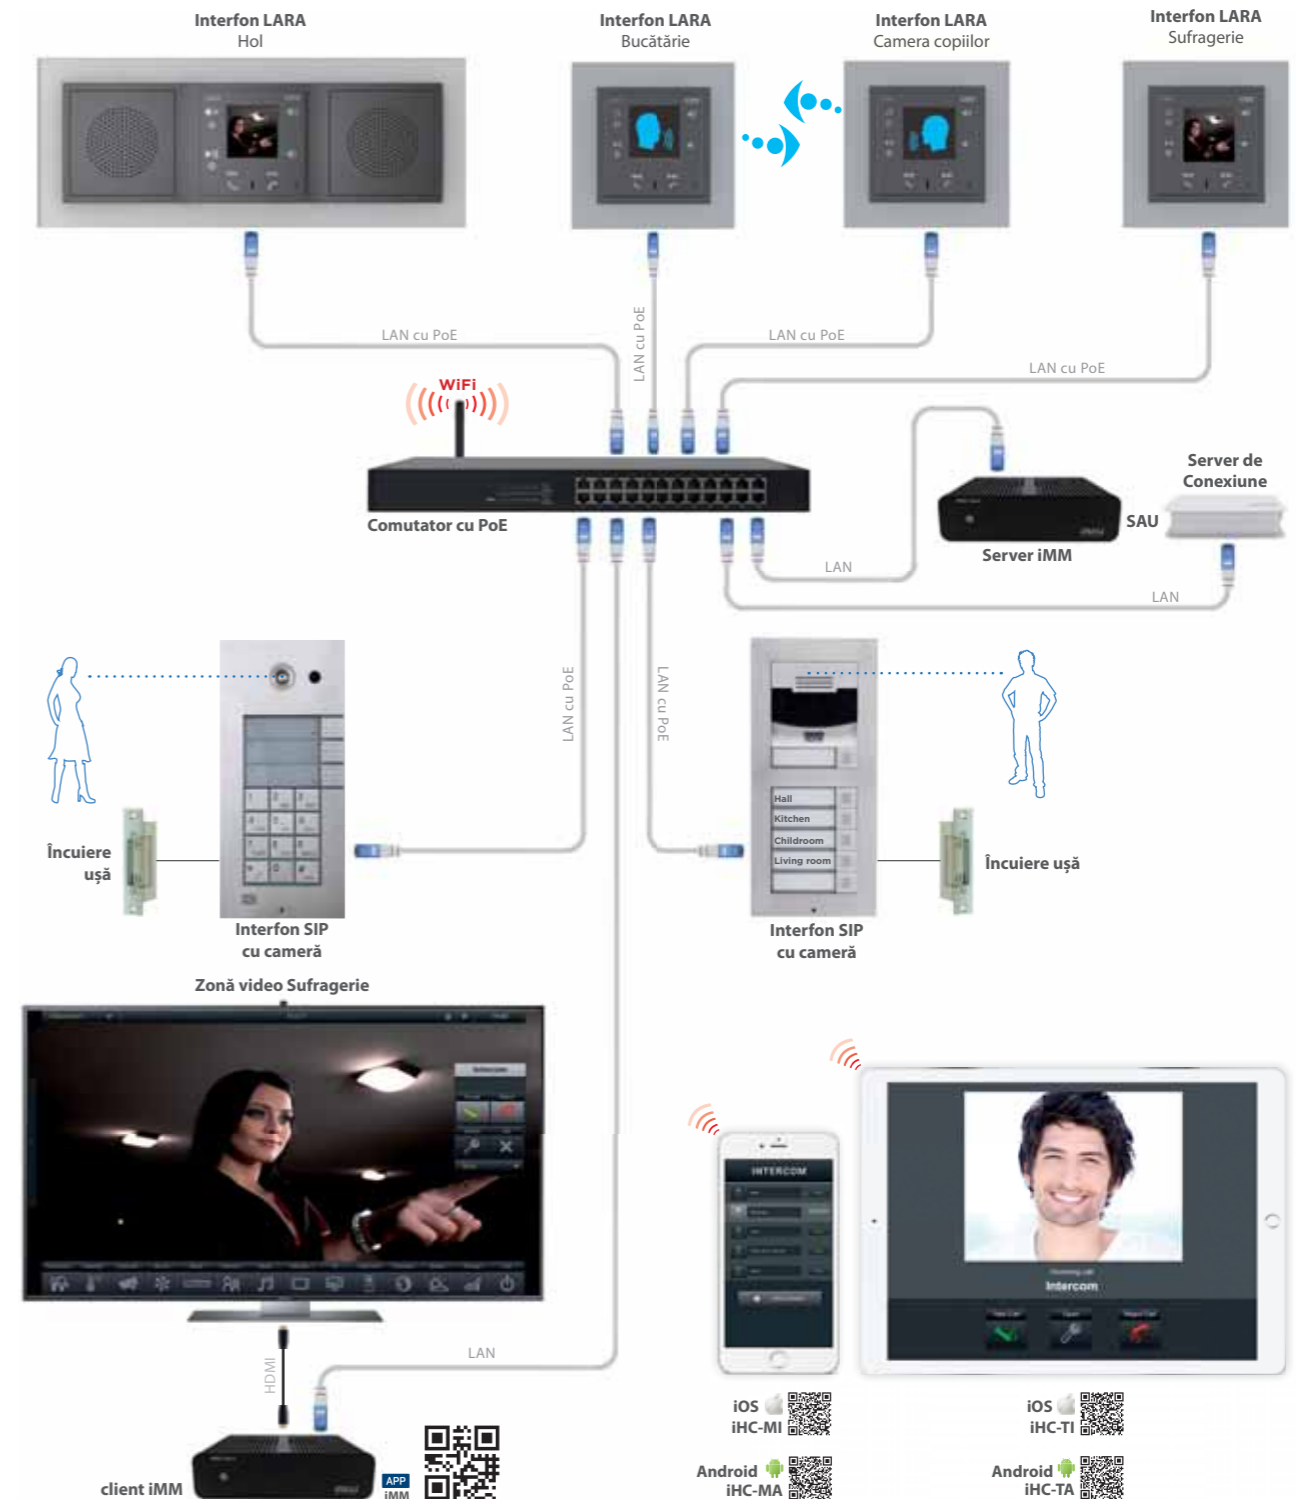 Interfon LARA
Hol
Interfon LARA
Bucătărie
Interfon LARA
Camera copiilor
Interfon LARA
Sufragerie
LAN cu PoE
LAN cu PoE
LAN cu PoE
LAN cu PoE
WiFi
Comutator cu PoE
Server de
Conexiune
SAU
Server iMM
LAN
LAN
LAN cu PoE
LAN cu PoE
Hall
Kitchen
Childroom
Living room
Încuiere
ușă
Încuiere ușă
Interfon SIP
cu cameră
Interfon SIP
cu cameră
Zonă video Sufragerie
Intercom
INTERCOM
Incoming call
Intercom
HDMI
LAN
client iMM
APP
iMM
iOS
iHC-MI
Android
iHC-MA
iOS
iHC-TI
Android
iHC-TA